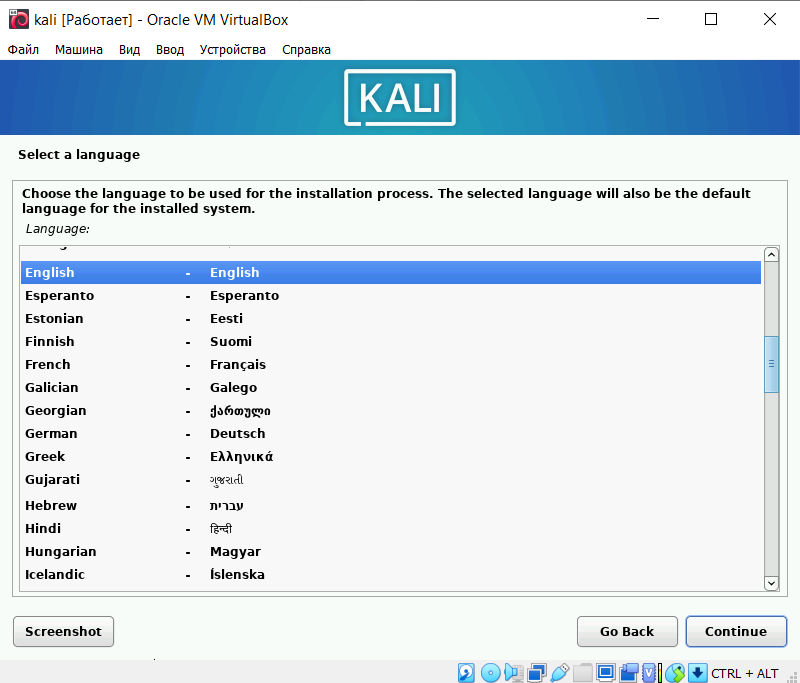 kali [Работает] - Oracle VM VirtualBox
Файл Машина Вид Ввод Устройства Справка
KALI
Select a language
Choose the language to be used for the installation process. The selected language will also be the default
language for the installed system.
Language:
English - English
Esperanto - Esperanto
Estonian - Eesti
Finnish - Suomi
French - Français
Galician - Galego
Georgian - ქართული
German - Deutsch
Greek - Ελληνικά
Gujarati - ગુજરાતી
Hebrew - עברית
Hindi - हिन्दी
Hungarian - Magyar
Icelandic - Íslenska
Screenshot Go Back Continue
CTRL + ALT